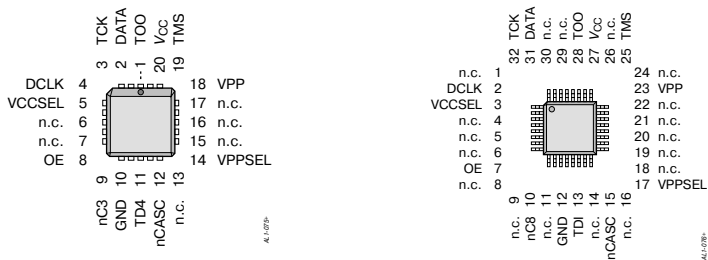 3 TCK
2 DATA
1 TOO
20 VCC
19 TMS
DCLK 4
VCCSEL 5
n.c. 6
n.c. 7
OE 8
18 VPP
17 n.c.
16 n.c.
15 n.c.
14 VPPSEL
9 nC3
10 GND
11 TD4
12 nCASC
13 n.c.
AL1-075+
32 TCK
31 DATA
30 n.c.
29 n.c.
28 TOO
27 VCC
26 n.c.
25 TMS
n.c. 1
DCLK 2
VCCSEL 3
n.c. 4
n.c. 5
n.c. 6
OE 7
n.c. 8
24 n.c.
23 VPP
22 n.c.
21 n.c.
20 n.c.
19 n.c.
18 n.c.
17 VPPSEL
9 n.c.
10 nC8
11 n.c.
12 GND
13 TDI
14 n.c.
15 nCASC
16 n.c.
AL1-076+